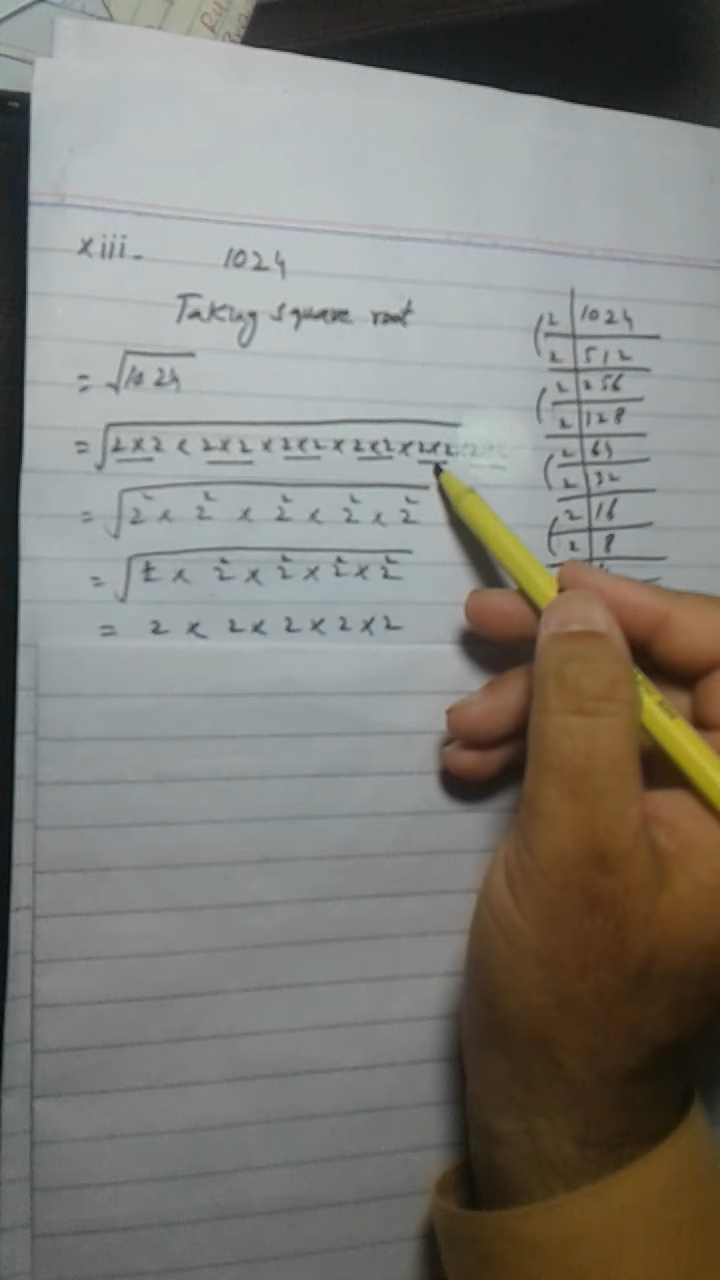 xiii- 1024
Taking square root
= √1024
= √2×2 × 2×2 × 2×2 × 2×2 × 2×2
= √2² × 2² × 2² × 2² × 2²
= √2² × 2² × 2² × 2² × 2²
= 2 × 2 × 2 × 2 × 2
2 | 1024
2 | 512
2 | 256
2 | 128
2 | 64
2 | 32
2 | 16
2 | 8